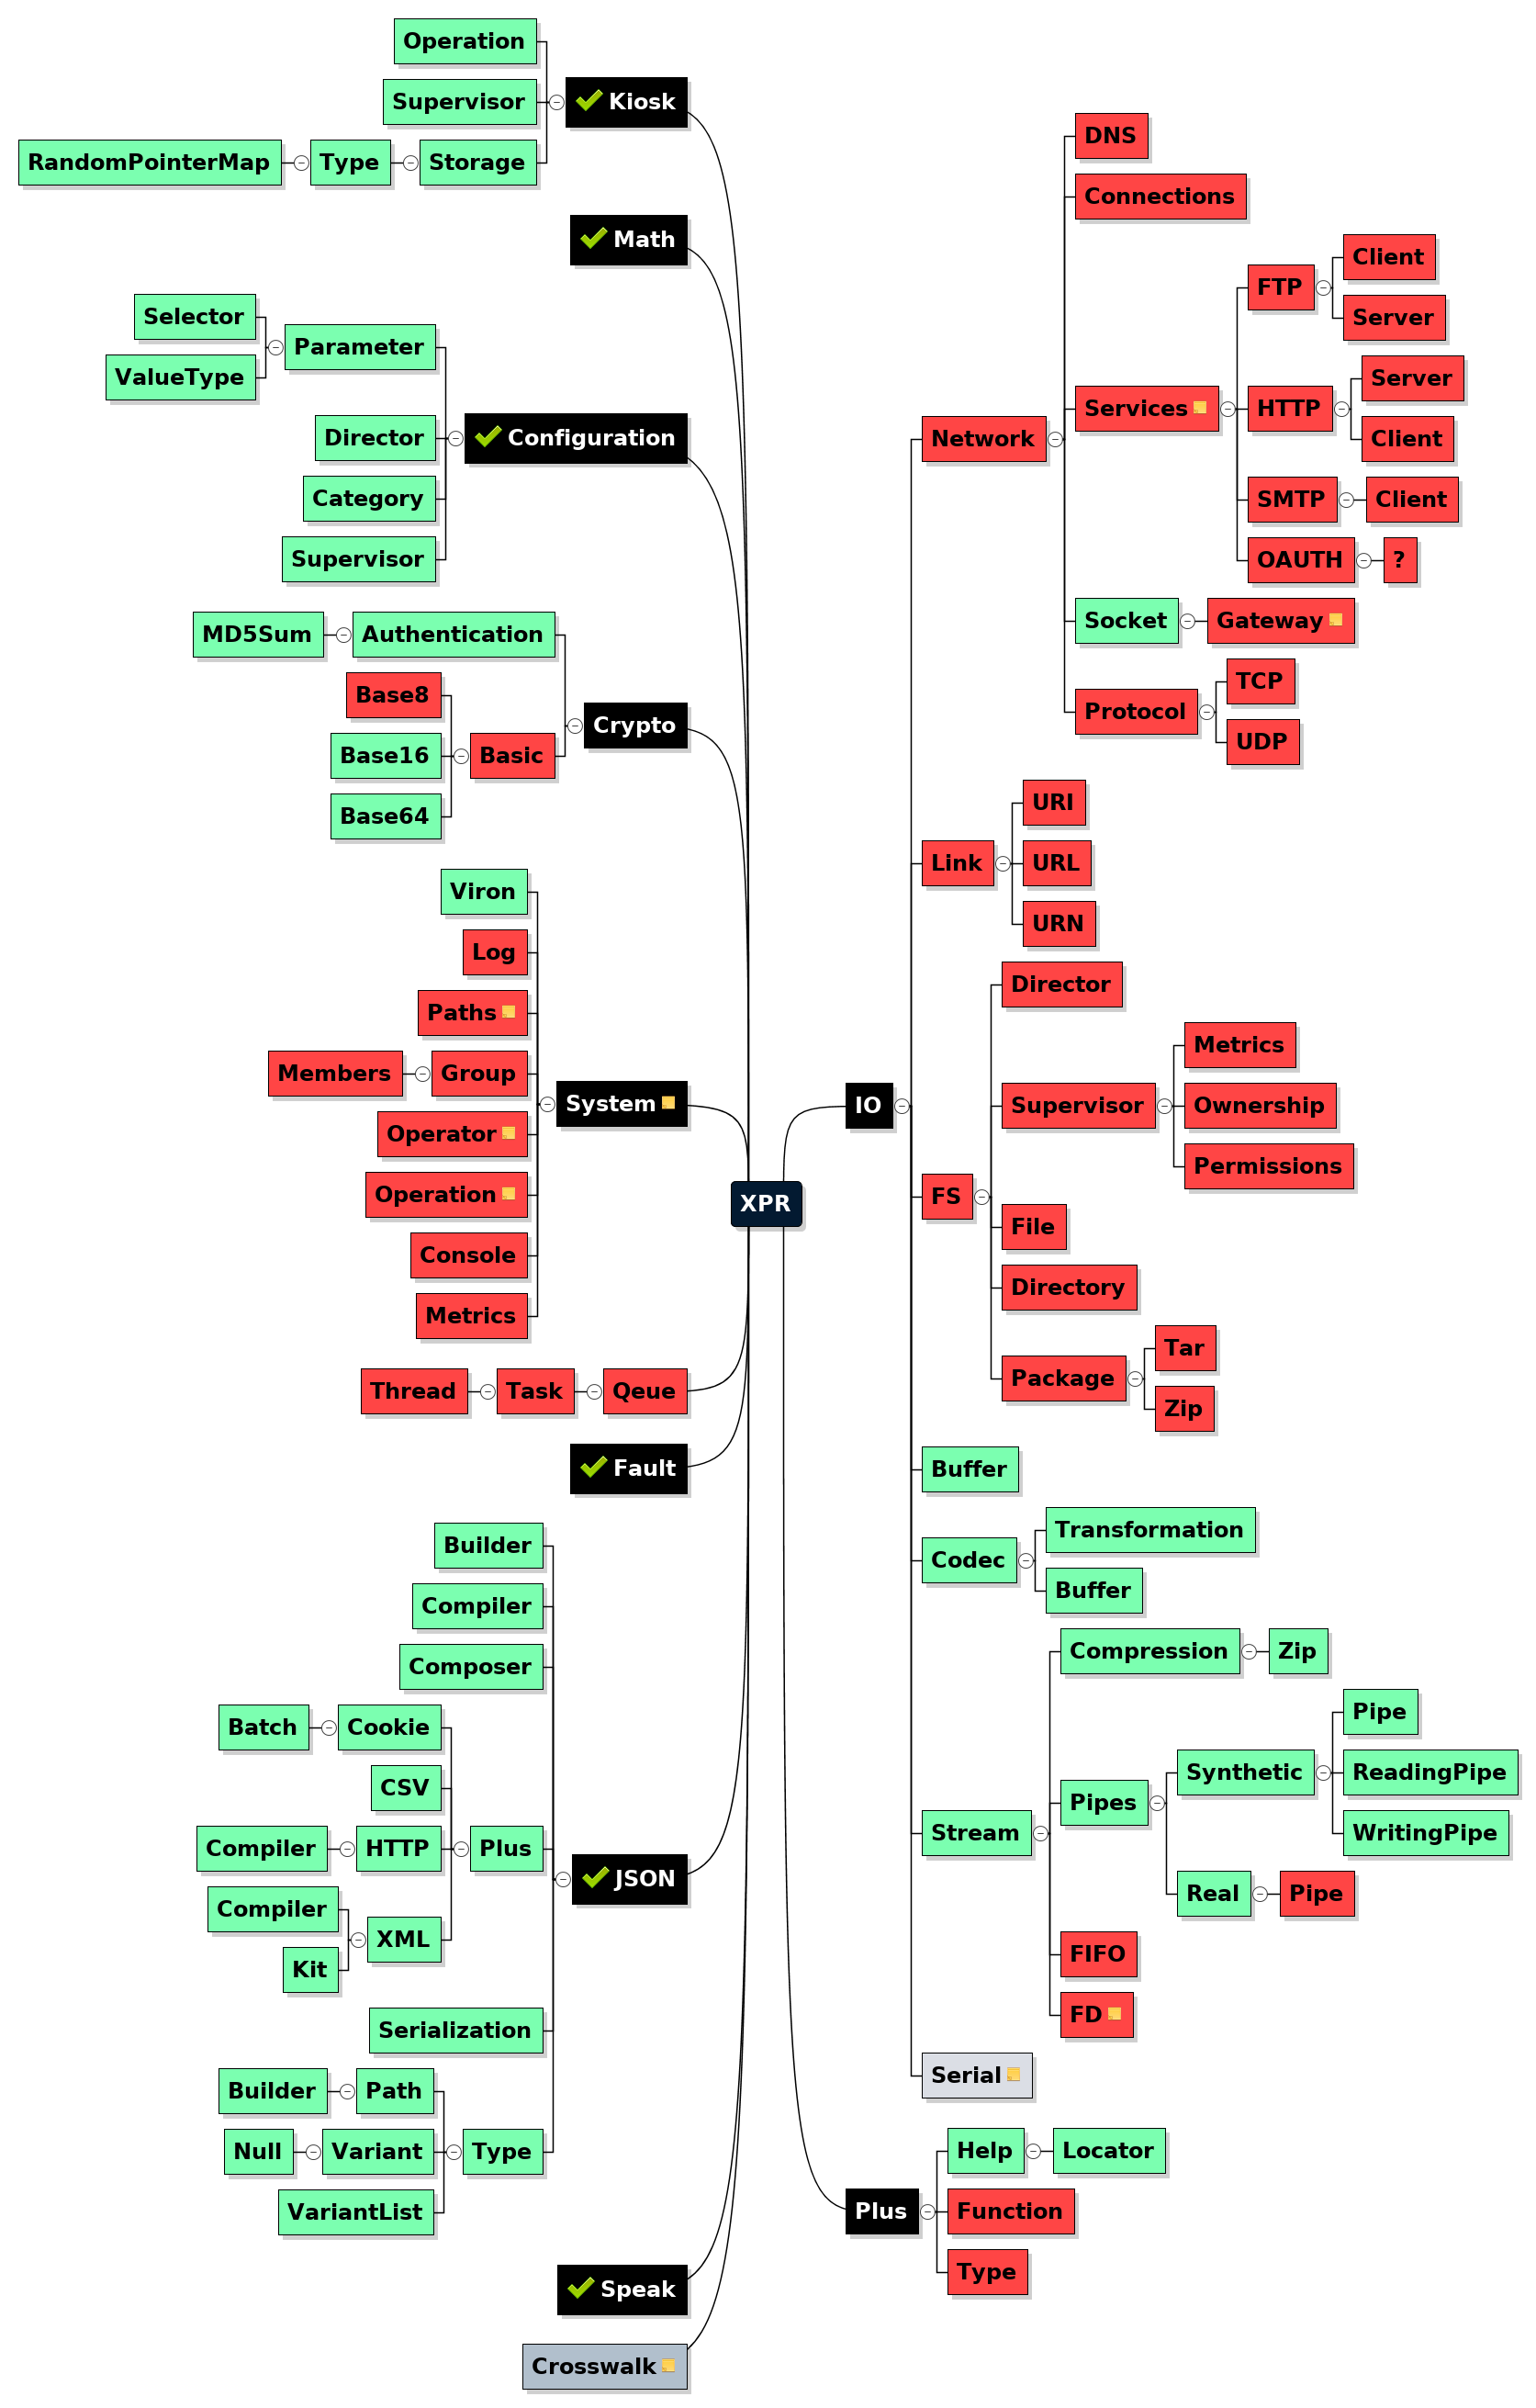 Operation
Supervisor
Kiosk
RandomPointerMap
Type
Storage
Math
Selector
ValueType
Parameter
Director
Configuration
Category
Supervisor
MD5Sum
Authentication
Base8
Crypto
Base16
Basic
Base64
Viron
Log
Paths
Members
Group
System
Operator
Operation
Console
Metrics
Thread
Task
Qeue
Fault
Builder
Compiler
Composer
Batch
Cookie
CSV
Compiler
HTTP
Plus
JSON
Compiler
XML
Kit
Serialization
Builder
Path
Null
Variant
Type
VariantList
Speak
Crosswalk
XPR
IO
Network
DNS
Connections
Services
FTP
Client
Server
HTTP
Server
Client
SMTP
Client
OAUTH
?
Socket
Gateway
Protocol
TCP
UDP
Link
URI
URL
URN
FS
Director
Supervisor
Metrics
Ownership
Permissions
File
Directory
Package
Tar
Zip
Buffer
Codec
Transformation
Buffer
Stream
Compression
Zip
Pipes
Synthetic
Pipe
ReadingPipe
WritingPipe
Real
Pipe
FIFO
FD
Serial
Plus
Help
Locator
Function
Type